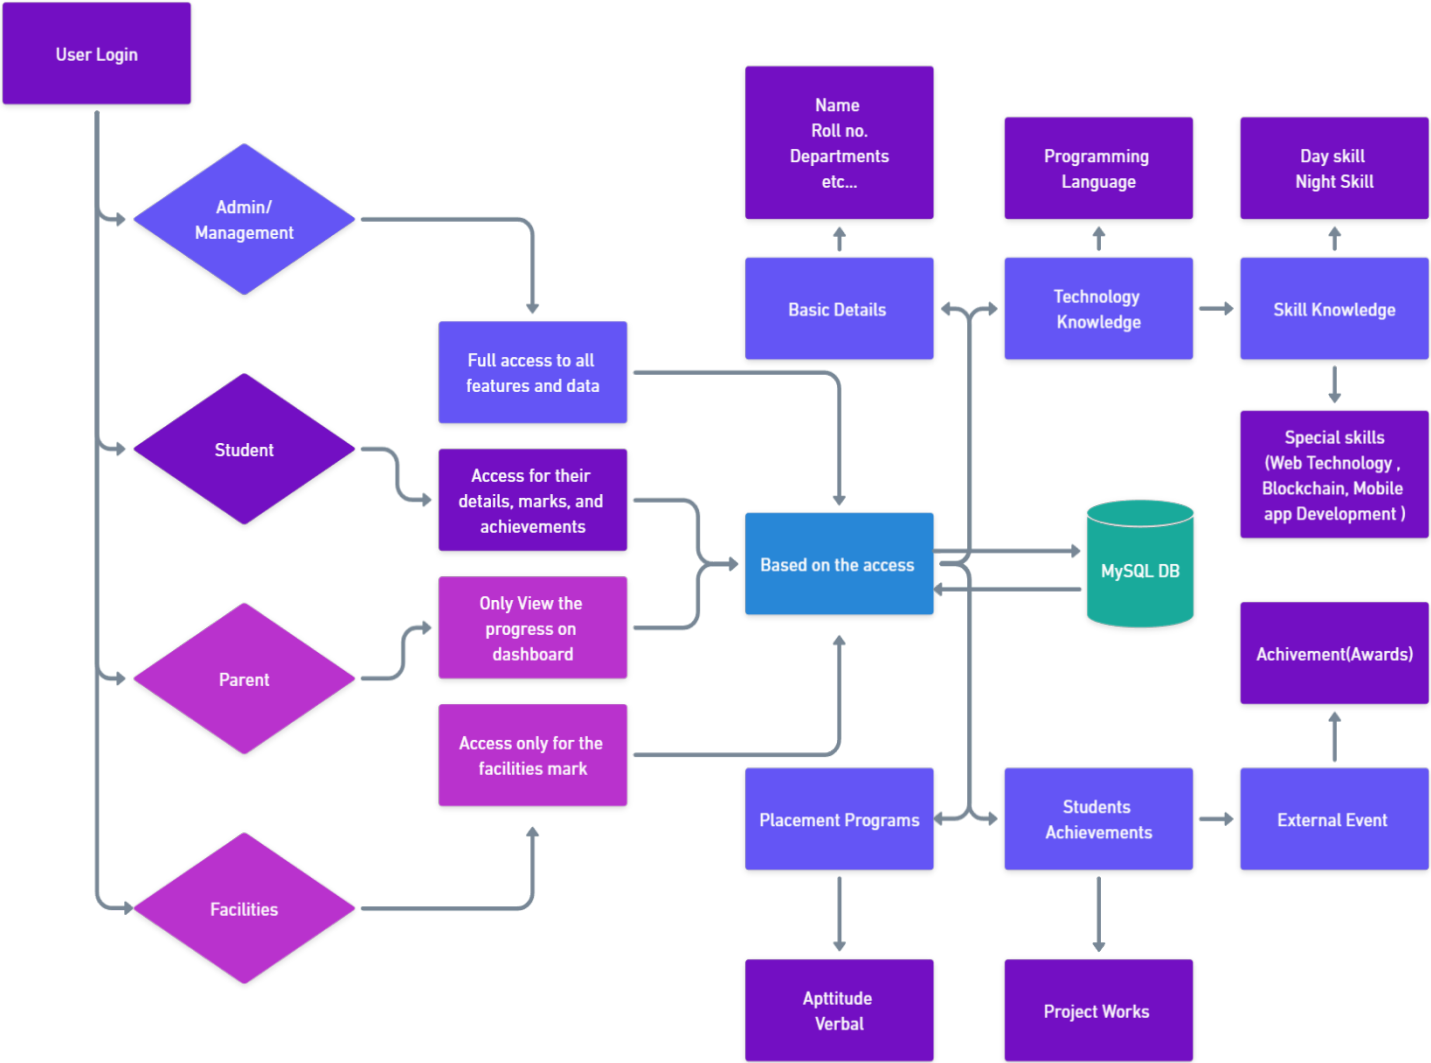 User Login
Admin/
Management
Student
Parent
Facilities
Full access to all
features and data
Access for their
details, marks, and
achievements
Only View the
progress on
dashboard
Access only for the
facilities mark
Name
Roll no.
Departments
etc...
Basic Details
Based on the access
Placement Programs
Apttitude
Verbal
Programming
Language
Technology
Knowledge
MySQL DB
Students
Achievements
Project Works
Day skill
Night Skill
Skill Knowledge
Special skills
(Web Technology ,
Blockchain, Mobile
app Development )
Achivement(Awards)
External Event